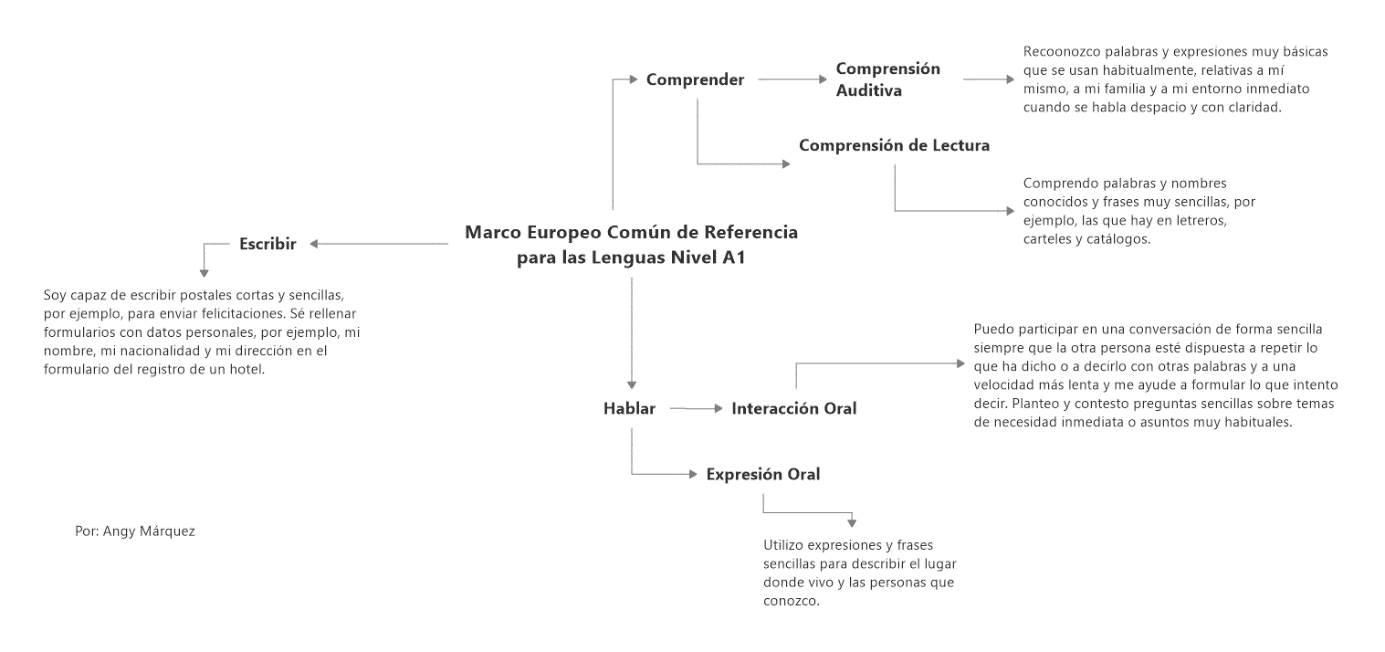 Comprender
Comprensión
Auditiva
Recoonozco palabras y expresiones muy básicas
que se usan habitualmente, relativas a mí
mismo, a mi familia y a mi entorno inmediato
cuando se habla despacio y con claridad.
Comprensión de Lectura
Comprendo palabras y nombres
conocidos y frases muy sencillas, por
ejemplo, las que hay en letreros,
carteles y catálogos.
Marco Europeo Común de Referencia
para las Lenguas Nivel A1
Escribir
Soy capaz de escribir postales cortas y sencillas,
por ejemplo, para enviar felicitaciones. Sé rellenar
formularios con datos personales, por ejemplo, mi
nombre, mi nacionalidad y mi dirección en el
formulario del registro de un hotel.
Hablar
Interacción Oral
Puedo participar en una conversación de forma sencilla
siempre que la otra persona esté dispuesta a repetir lo
que ha dicho o a decirlo con otras palabras y a una
velocidad más lenta y me ayude a formular lo que intento
decir. Planteo y contesto preguntas sencillas sobre temas
de necesidad inmediata o asuntos muy habituales.
Expresión Oral
Utilizo expresiones y frases
sencillas para describir el lugar
donde vivo y las personas que
conozco.
Por: Angy Márquez